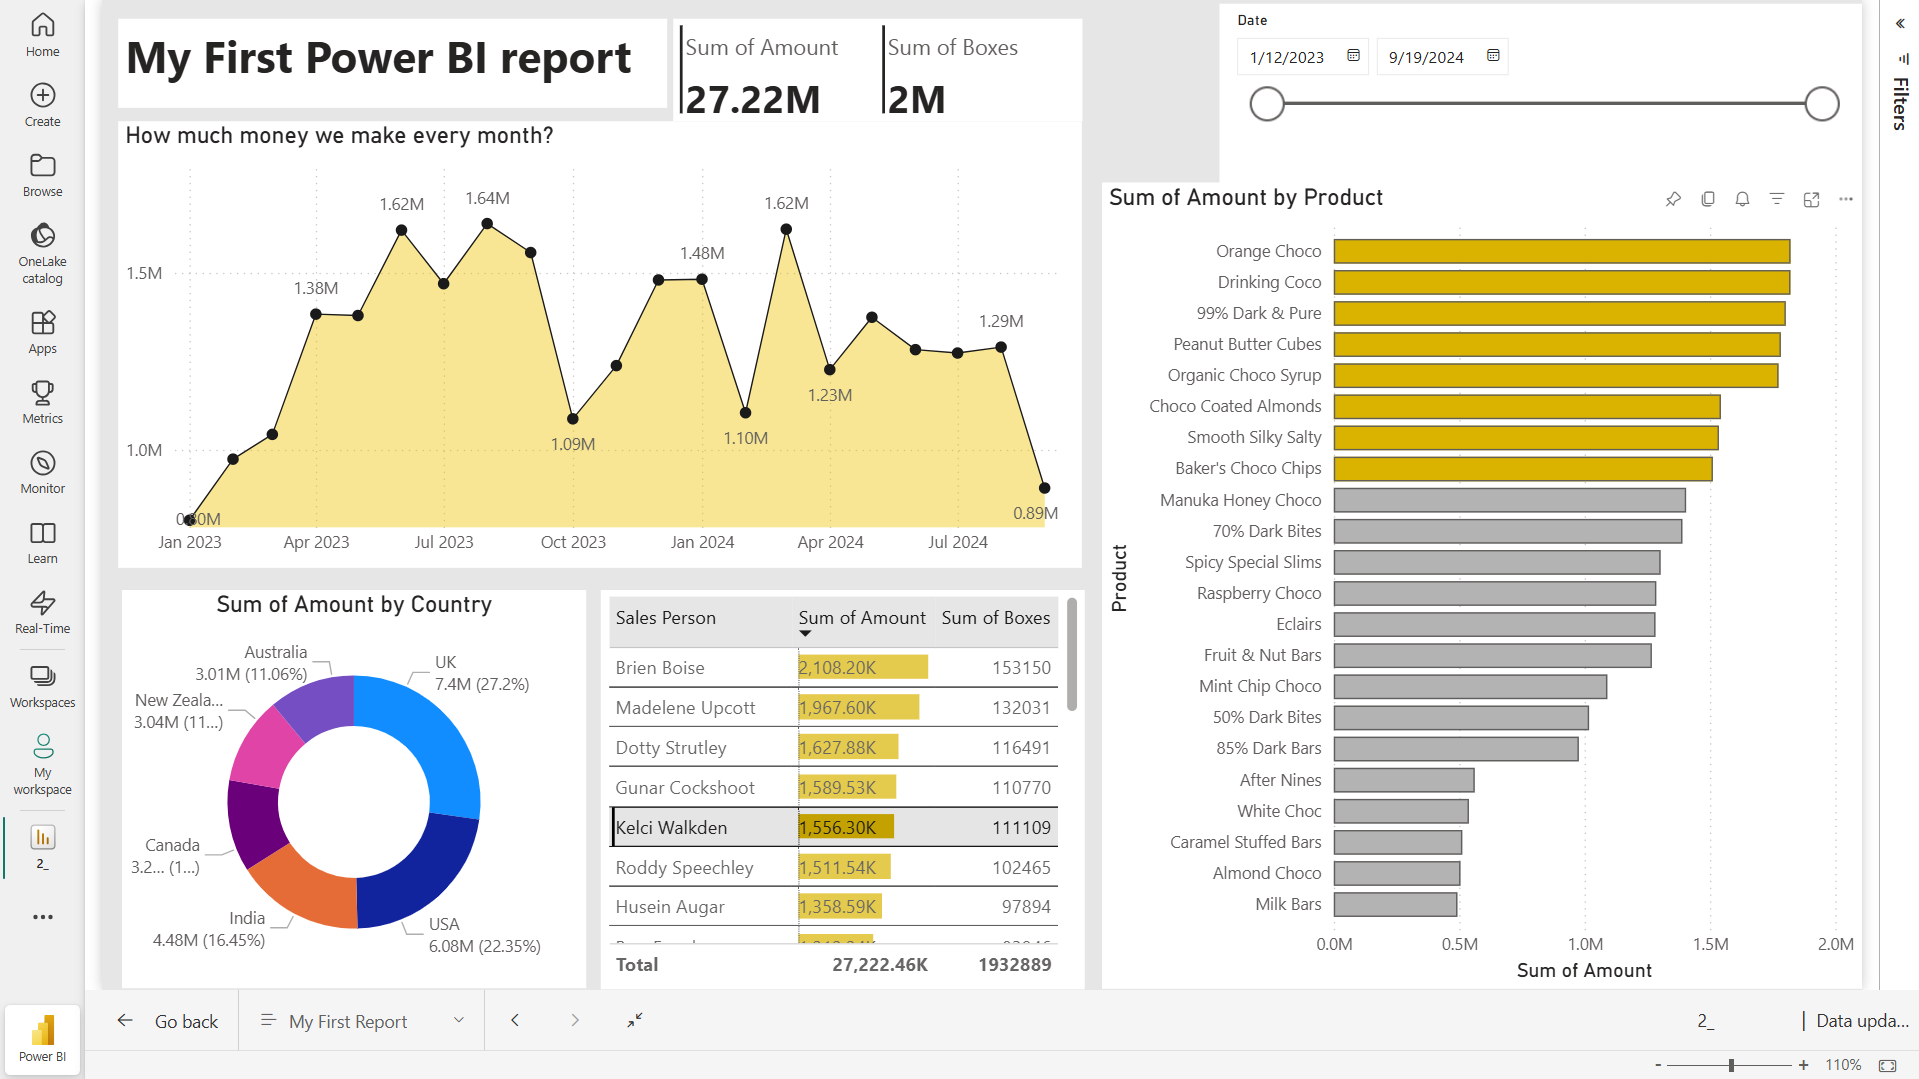 Home
Create
Browse
OneLake
catalog
Apps
Metrics
Monitor
Learn
Real-Time
Workspaces
My
workspace
2_
Power BI
My First Power BI report
Sum of Amount
27.22M
Sum of Boxes
2M
Date
1/12/2023
9/19/2024
Filters
How much money we make every month?
1.5M
1.0M
0.80M
1.38M
1.62M
1.64M
1.09M
1.48M
1.10M
1.62M
1.23M
1.29M
0.89M
Jan 2023
Apr 2023
Jul 2023
Oct 2023
Jan 2024
Apr 2024
Jul 2024
Sum of Amount by Product
Product
Orange Choco
Drinking Coco
99% Dark & Pure
Peanut Butter Cubes
Organic Choco Syrup
Choco Coated Almonds
Smooth Silky Salty
Baker's Choco Chips
Manuka Honey Choco
70% Dark Bites
Spicy Special Slims
Raspberry Choco
Eclairs
Fruit & Nut Bars
Mint Chip Choco
50% Dark Bites
85% Dark Bars
After Nines
White Choc
Caramel Stuffed Bars
Almond Choco
Milk Bars
0.0M 0.5M 1.0M 1.5M 2.0M
Sum of Amount
Sum of Amount by Country
UK
7.4M (27.2%)
USA
6.08M (22.35%)
India
4.48M (16.45%)
Canada
3.2... (1...)
New Zeala...
3.04M (11...)
Australia
3.01M (11.06%)
Sales Person Sum of Amount Sum of Boxes
Brien Boise 2,108.20K 153150
Madelene Upcott 1,967.60K 132031
Dotty Strutley 1,627.88K 116491
Gunar Cockshoot 1,589.53K 110770
Kelci Walkden 1,556.30K 111109
Roddy Speechley 1,511.54K 102465
Husein Augar 1,358.59K 97894
Total 27,222.46K 1932889
Go back
My First Report
2_
| Data upda...
- + 110%